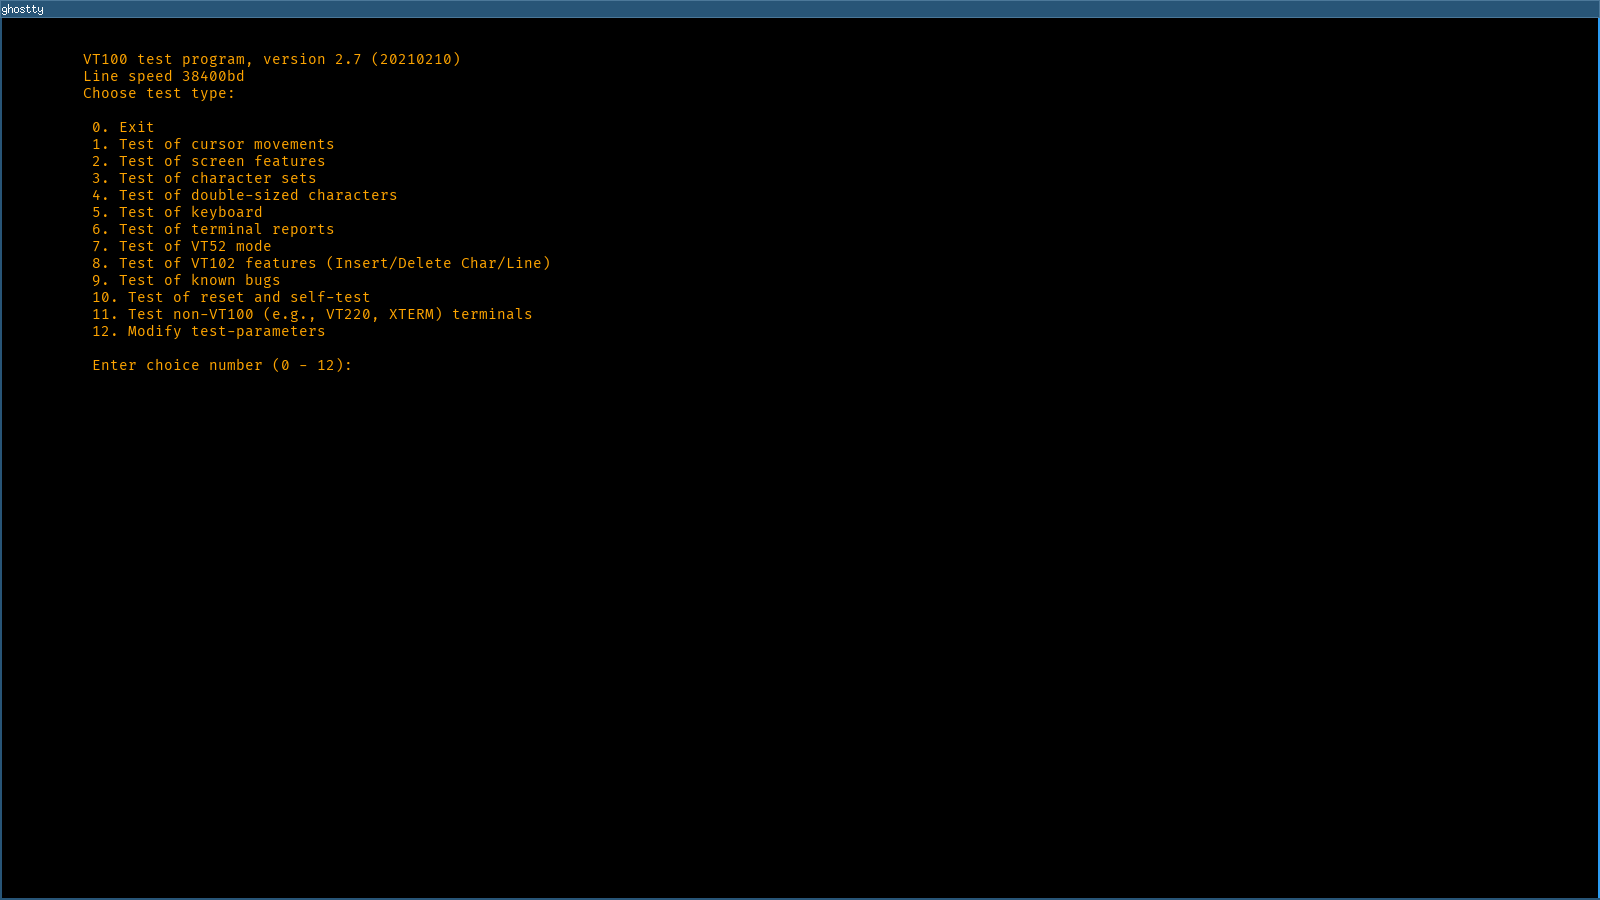 ghostty
VT100 test program, version 2.7 (20210210)
Line speed 38400bd
Choose test type:
0. Exit
1. Test of cursor movements
2. Test of screen features
3. Test of character sets
4. Test of double-sized characters
5. Test of keyboard
6. Test of terminal reports
7. Test of VT52 mode
8. Test of VT102 features (Insert/Delete Char/Line)
9. Test of known bugs
10. Test of reset and self-test
11. Test non-VT100 (e.g., VT220, XTERM) terminals
12. Modify test-parameters
Enter choice number (0 - 12):